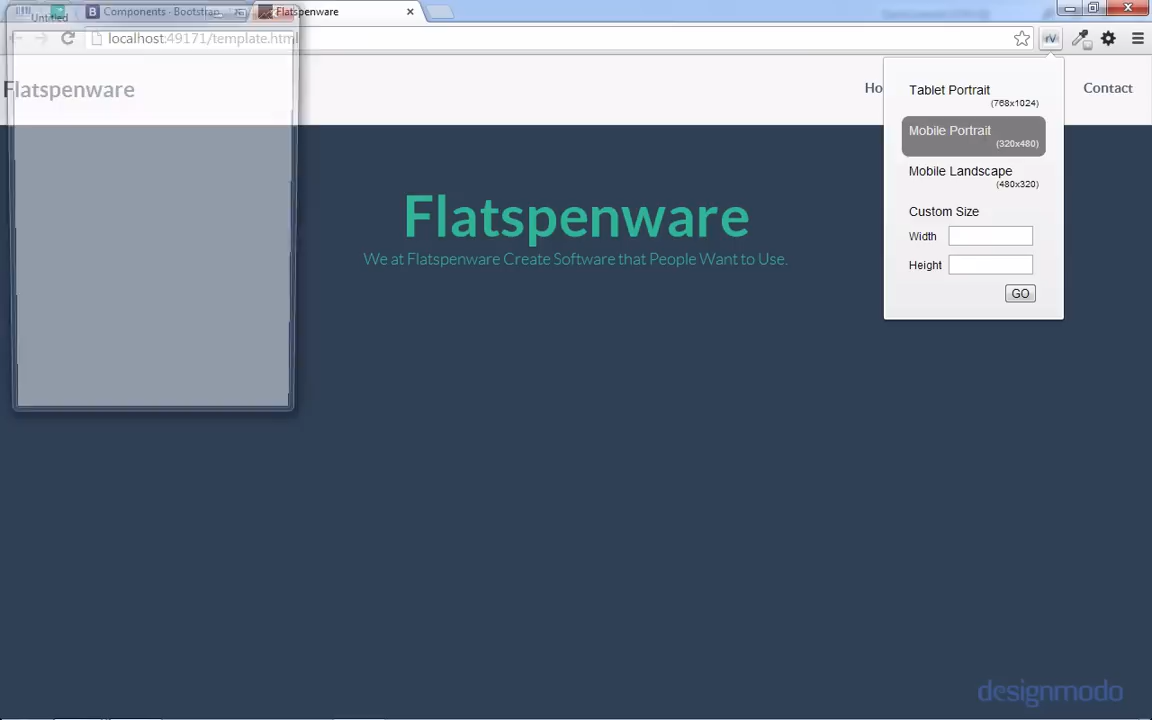 Untitled
Components - Bootstrap
Flatspenware
localhost:49171/template.html
Flatspenware
Ho
Contact
Tablet Portrait
(768x1024)
Mobile Portrait
(320x480)
Mobile Landscape
(480x320)
Custom Size
Width
Height
GO
Flatspenware
We at Flatspenware Create Software that People Want to Use.
designmodo